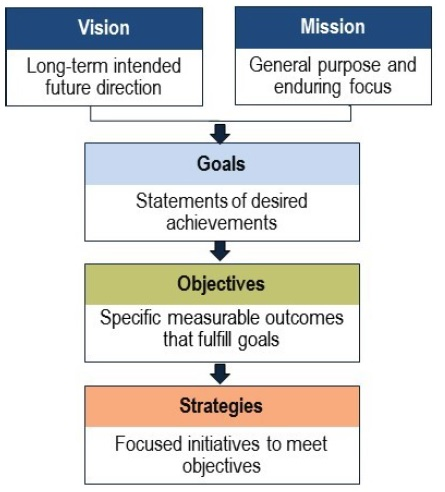 Vision
Long-term intended
future direction
Mission
General purpose and
enduring focus
Goals
Statements of desired
achievements
Objectives
Specific measurable outcomes
that fulfill goals
Strategies
Focused initiatives to meet
objectives